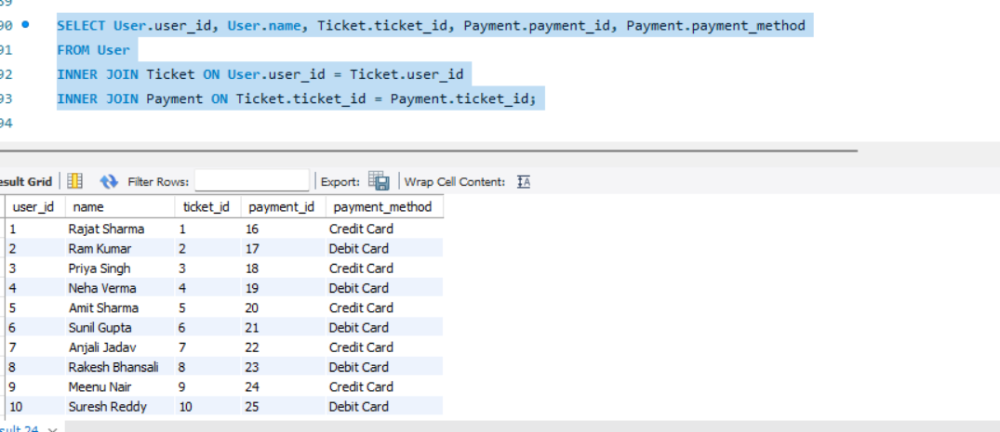 89
90 SELECT User.user_id, User.name, Ticket.ticket_id, Payment.payment_id, Payment.payment_method
91 FROM User
92 INNER JOIN Ticket ON User.user_id = Ticket.user_id
93 INNER JOIN Payment ON Ticket.ticket_id = Payment.ticket_id;
94
esult Grid Filter Rows: Export: Wrap Cell Content: IA
user_id name ticket_id payment_id payment_method
1 Rajat Sharma 1 16 Credit Card
2 Ram Kumar 2 17 Debit Card
3 Priya Singh 3 18 Credit Card
4 Neha Verma 4 19 Debit Card
5 Amit Sharma 5 20 Credit Card
6 Sunil Gupta 6 21 Debit Card
7 Anjali Jadav 7 22 Credit Card
8 Rakesh Bhansali 8 23 Debit Card
9 Meenu Nair 9 24 Credit Card
10 Suresh Reddy 10 25 Debit Card
sult 24